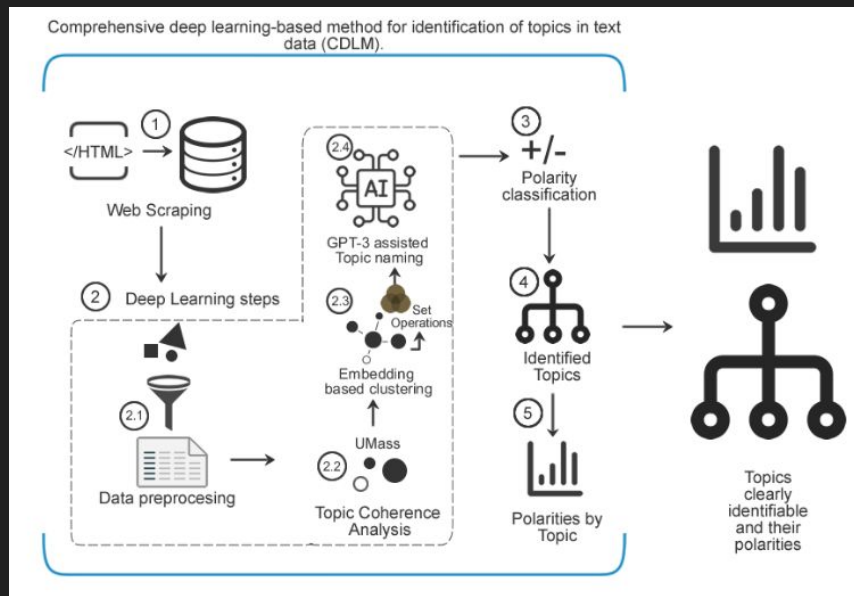 Comprehensive deep learning-based method for identification of topics in text
data (CDLM).
1
</HTML>
Web Scraping
2
Deep Learning steps
2.1
Data preprocesing
2.2
UMass
Topic Coherence
Analysis
2.3
Set
Operations
Embedding
based clustering
2.4
AI
GPT-3 assisted
Topic naming
3
+/-
Polarity
classification
4
Identified
Topics
5
Polarities by
Topic
Topics
clearly
identifiable
and their
polarities